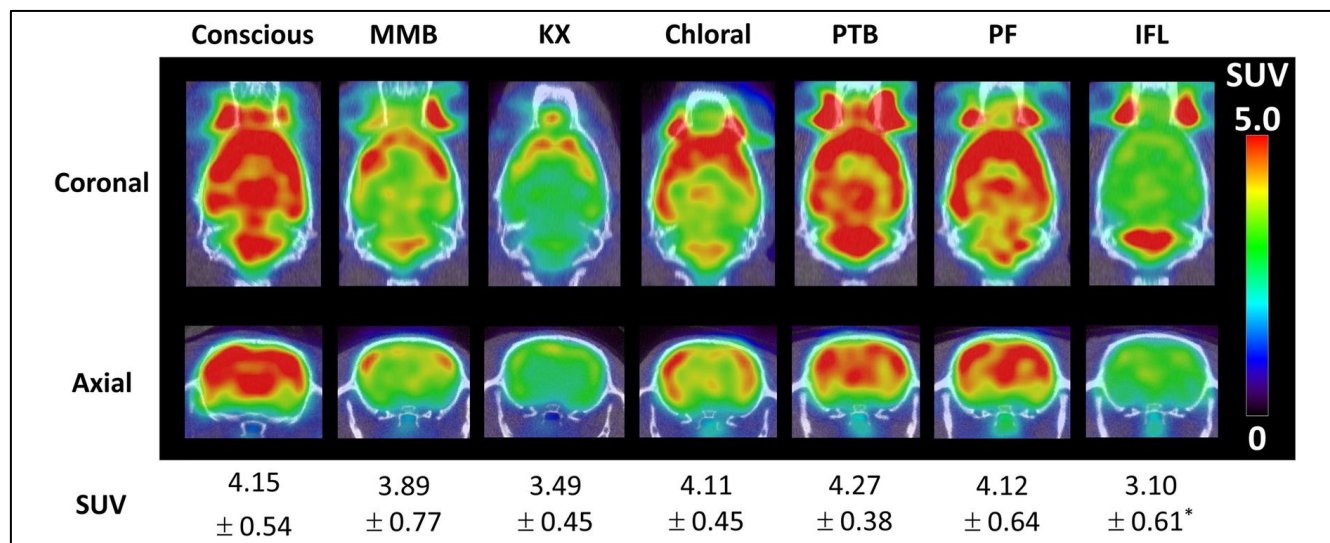 Conscious MMB KX Chloral PTB PF IFL
SUV
5.0
Coronal
Axial
0
SUV 4.15 3.89 3.49 4.11 4.27 4.12 3.10
± 0.54 ± 0.77 ± 0.45 ± 0.45 ± 0.38 ± 0.64 ± 0.61*